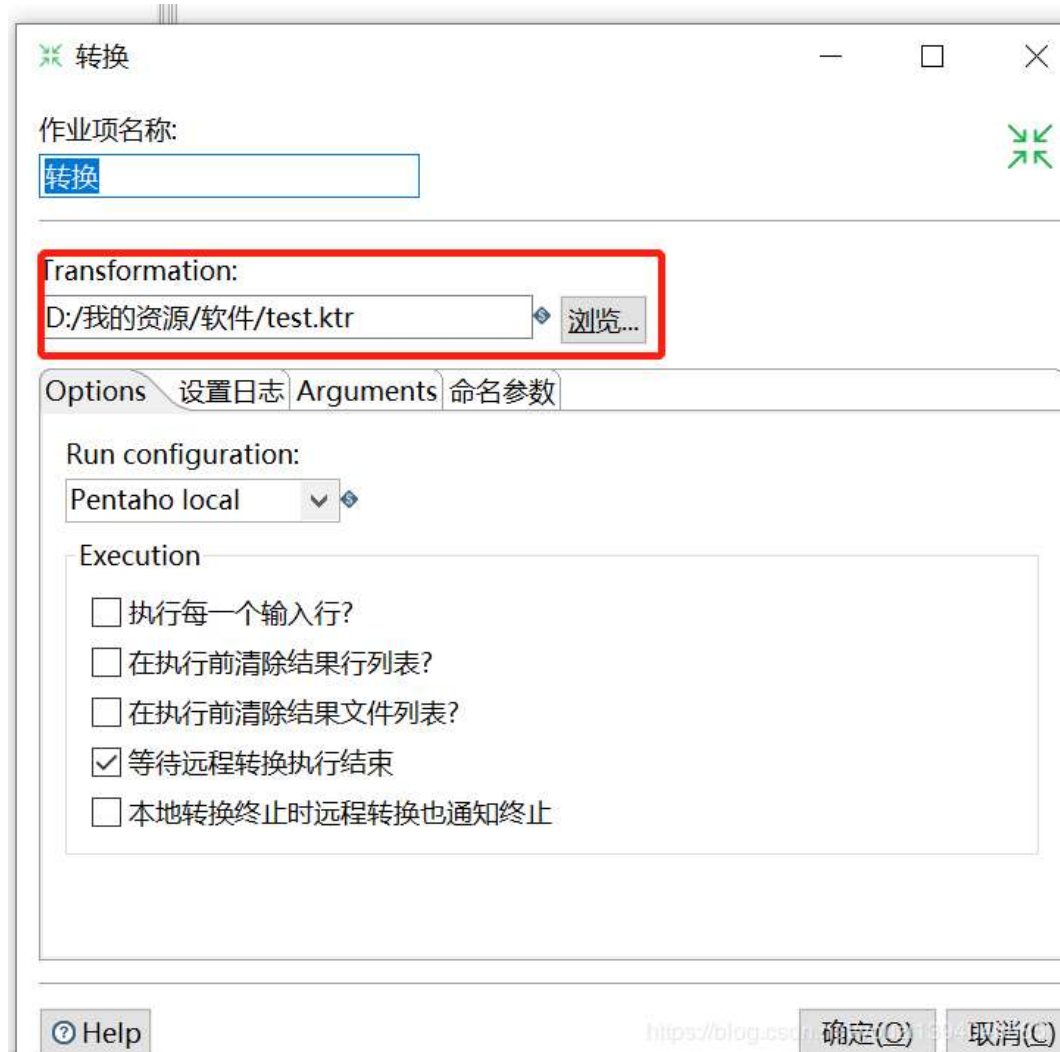 转换
作业项名称:
转换
Transformation:
D:/我的资源/软件/test.ktr
浏览...
Options 设置日志 Arguments 命名参数
Run configuration:
Pentaho local
Execution
执行每一个输入行?
在执行前清除结果行列表?
在执行前清除结果文件列表?
等待远程转换执行结束
本地转换终止时远程转换也通知终止
Help 确定(O) 取消(C)